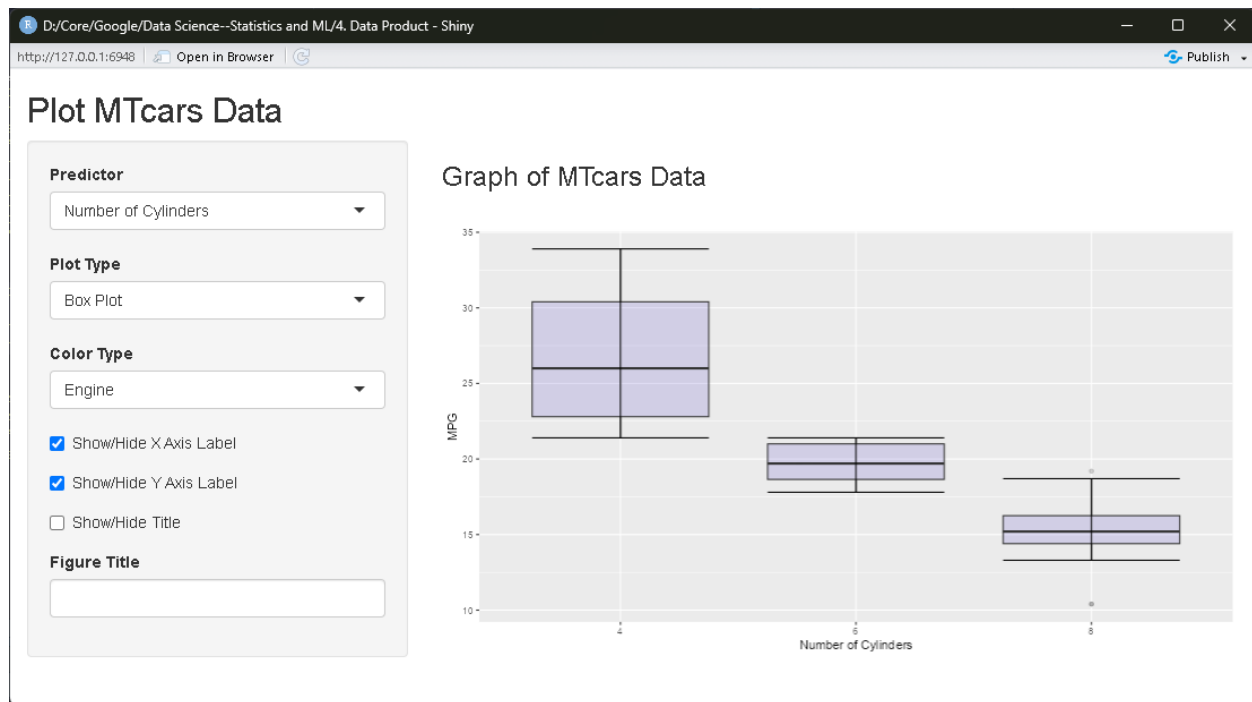 D:/Core/Google/Data Science--Statistics and ML/4. Data Product - Shiny
http://127.0.0.1:6948 Open in Browser Publish
Plot MTcars Data
Predictor
Number of Cylinders
Plot Type
Box Plot
Color Type
Engine
Show/Hide X Axis Label
Show/Hide Y Axis Label
Show/Hide Title
Figure Title
Graph of MTcars Data
35
30
25
20
15
10
MPG
4 6 8
Number of Cylinders